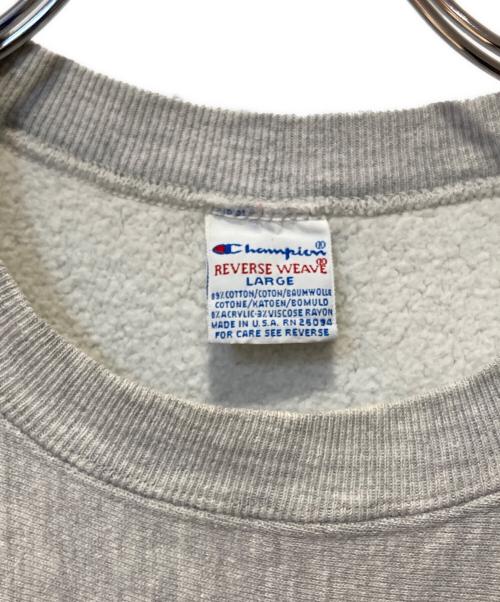 Champion®
REVERSE WEAVE®
LARGE
89% COTTON/COTON/BAUMWOLLE
COTONE/KATOEN/BOMULD
8% ACRYLIC-3% VISCOSE RAYON
MADE IN U.S.A. RN 26094
FOR CARE SEE REVERSE